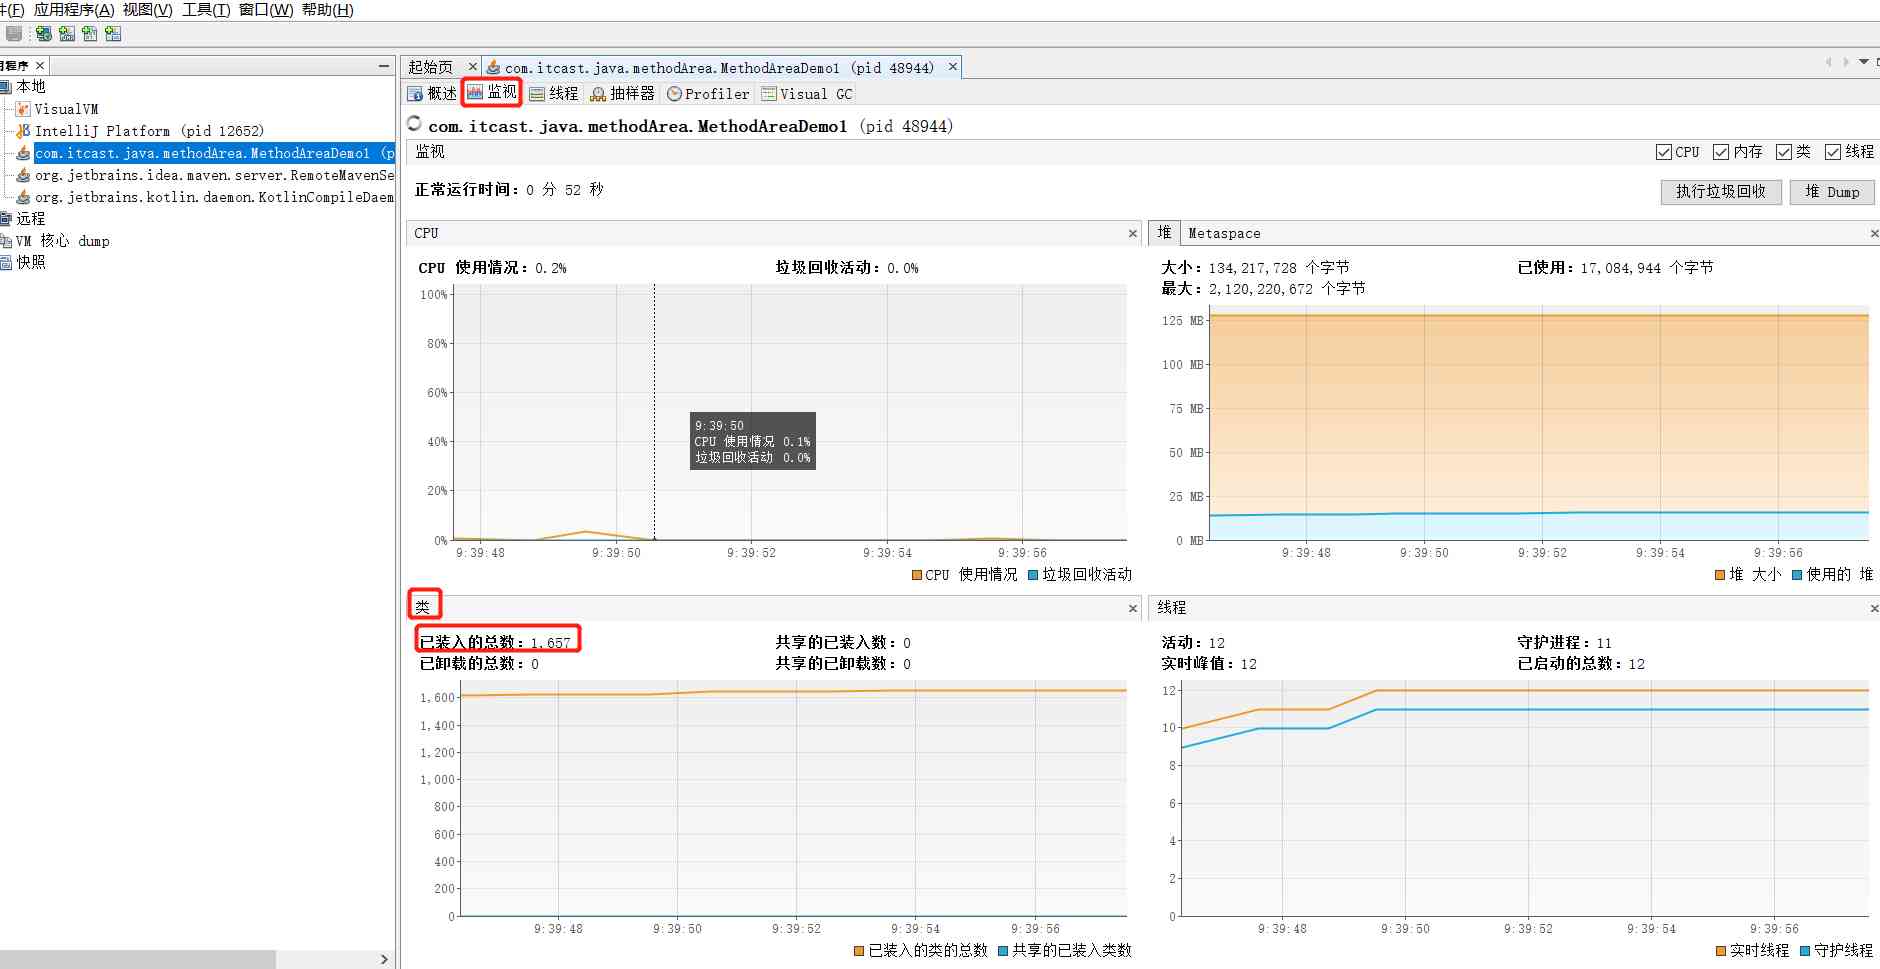 件(F) 应用程序(A) 视图(V) 工具(T) 窗口(W) 帮助(H)
用程序
本地
VisualVM
IntelliJ Platform (pid 12652)
com.itcast.java.methodArea.MethodAreaDemo1 (p
org.jetbrains.idea.maven.server.RemoteMavenSe
org.jetbrains.kotlin.daemon.KotlinCompileDaem
远程
VM 核心 dump
快照
起始页 com.itcast.java.methodArea.MethodAreaDemo1 (pid 48944)
概述 监视 线程 抽样器 Profiler Visual GC
com.itcast.java.methodArea.MethodAreaDemo1 (pid 48944)
监视 CPU 内存 类 线程
正常运行时间: 0 分 52 秒 执行垃圾回收 堆 Dump
CPU
CPU 使用情况: 0.2% 垃圾回收活动: 0.0%
100%
80%
60%
40%
20%
0%
9:39:50
CPU 使用情况 0.1%
垃圾回收活动 0.0%
9:39:48 9:39:50 9:39:52 9:39:54 9:39:56
CPU 使用情况 垃圾回收活动
堆 Metaspace
大小: 134,217,728 个字节 已使用: 17,084,944 个字节
最大: 2,120,220,672 个字节
125 MB
100 MB
75 MB
50 MB
25 MB
0 MB
9:39:48 9:39:50 9:39:52 9:39:54 9:39:56
堆 大小 使用的 堆
类
已装入的总数: 1,657 共享的已装入数: 0
已卸载的总数: 0 共享的已卸载数: 0
1,600
1,400
1,200
1,000
800
600
400
200
0
9:39:48 9:39:50 9:39:52 9:39:54 9:39:56
已装入的类的总数 共享的已装入类数
线程
活动: 12 守护进程: 11
实时峰值: 12 已启动的总数: 12
12
10
8
6
4
2
0
9:39:48 9:39:50 9:39:52 9:39:54 9:39:56
实时线程 守护线程